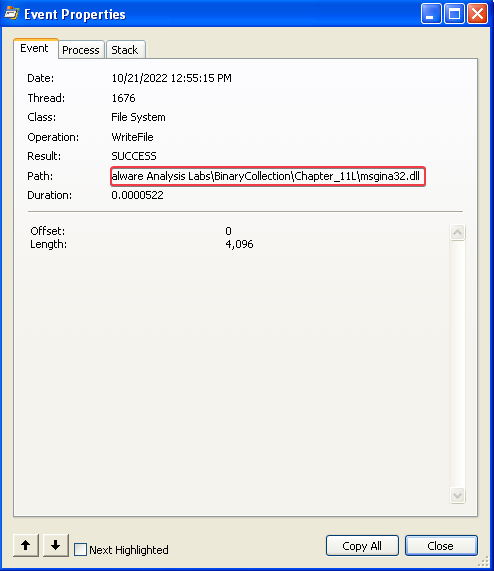 Event Properties
Event Process Stack
Date: 10/21/2022 12:55:15 PM
Thread: 1676
Class: File System
Operation: WriteFile
Result: SUCCESS
Path: alware Analysis Labs\BinaryCollection\Chapter_11L\msgina32.dll
Duration: 0.0000522
Offset: 0
Length: 4,096
Next Highlighted Copy All Close